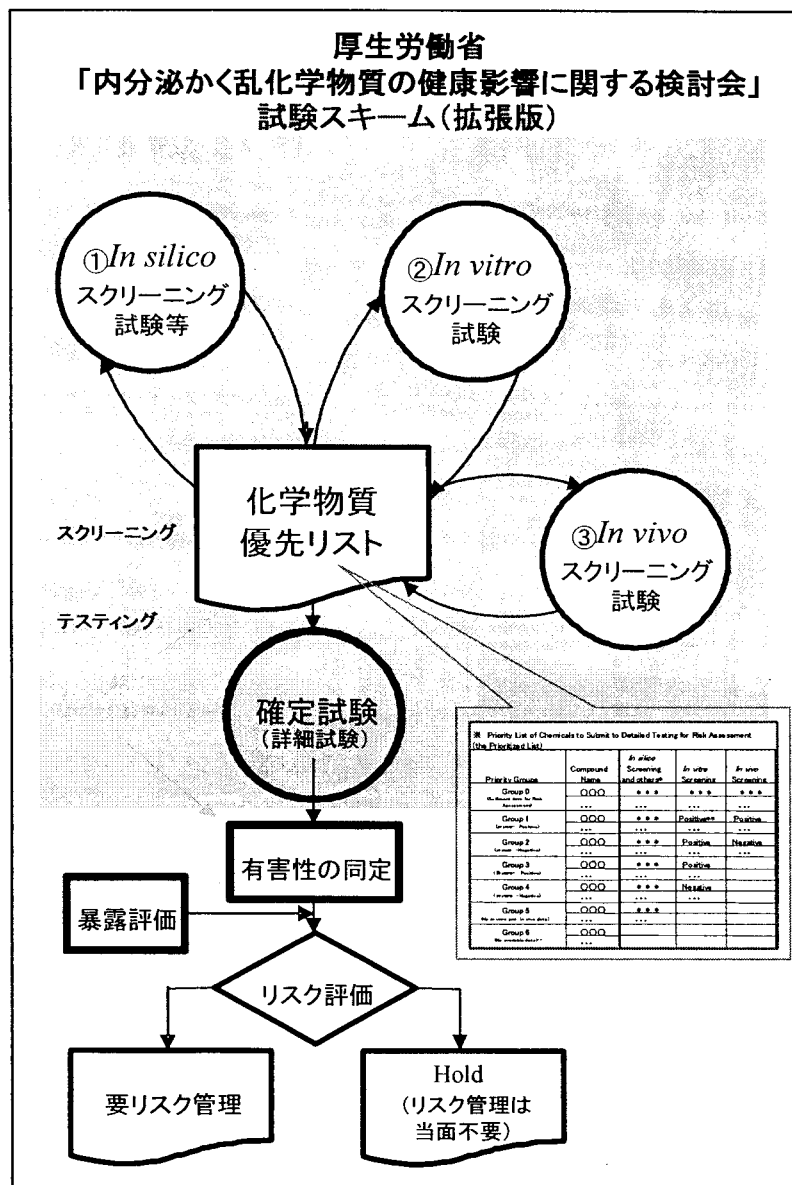 厚生労働省
「内分泌かく乱化学物質の健康影響に関する検討会」
試験スキーム(拡張版)
①In silico
スクリーニング
試験等
②In vitro
スクリーニング
試験
化学物質
優先リスト
③In vivo
スクリーニング
試験
スクリーニング
テスティング
確定試験
(詳細試験)
※ Priority List of Chemicals to Submit to Detailed Testing for Risk Assessment
(the Prioritized List)
Priority Groups
Compound
Name
In silico
Screening
and others*
In vitro
Screening
In vivo
Screening
Group 0 ○○○ * * * * * * * * *
... ... ... ...
Group 1 ○○○ * * * Positive** Positive
... ... ... ...
Group 2 ○○○ * * * Positive Negative
... ... ... ...
Group 3 ○○○ * * * Positive
... ... ...
Group 4 ○○○ * * * Negative
... ... ...
Group 5 ○○○ * * *
... ...
Group 6 ○○○
...
有害性の同定
暴露評価
リスク評価
要リスク管理
Hold
(リスク管理は
当面不要)